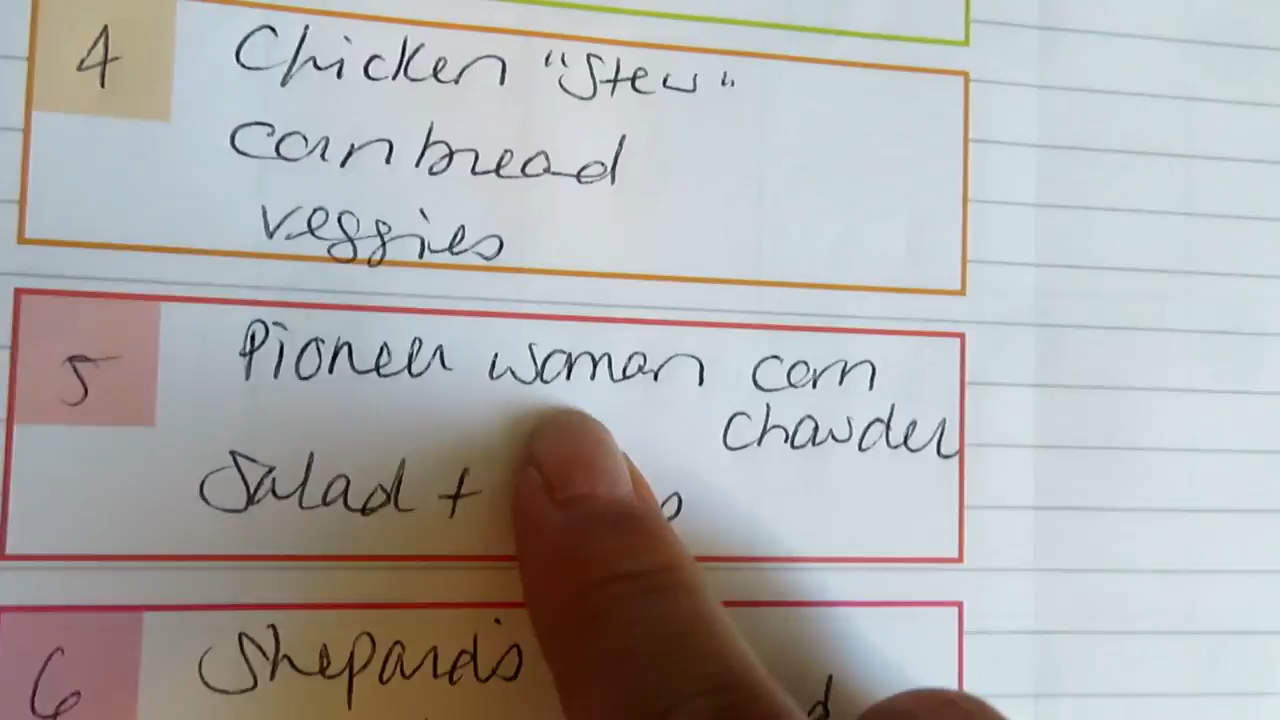 4 Chicken "Stew"
cornbread
veggies
5 Pioneer woman corn
chowder
Salad +
6 Shepard's